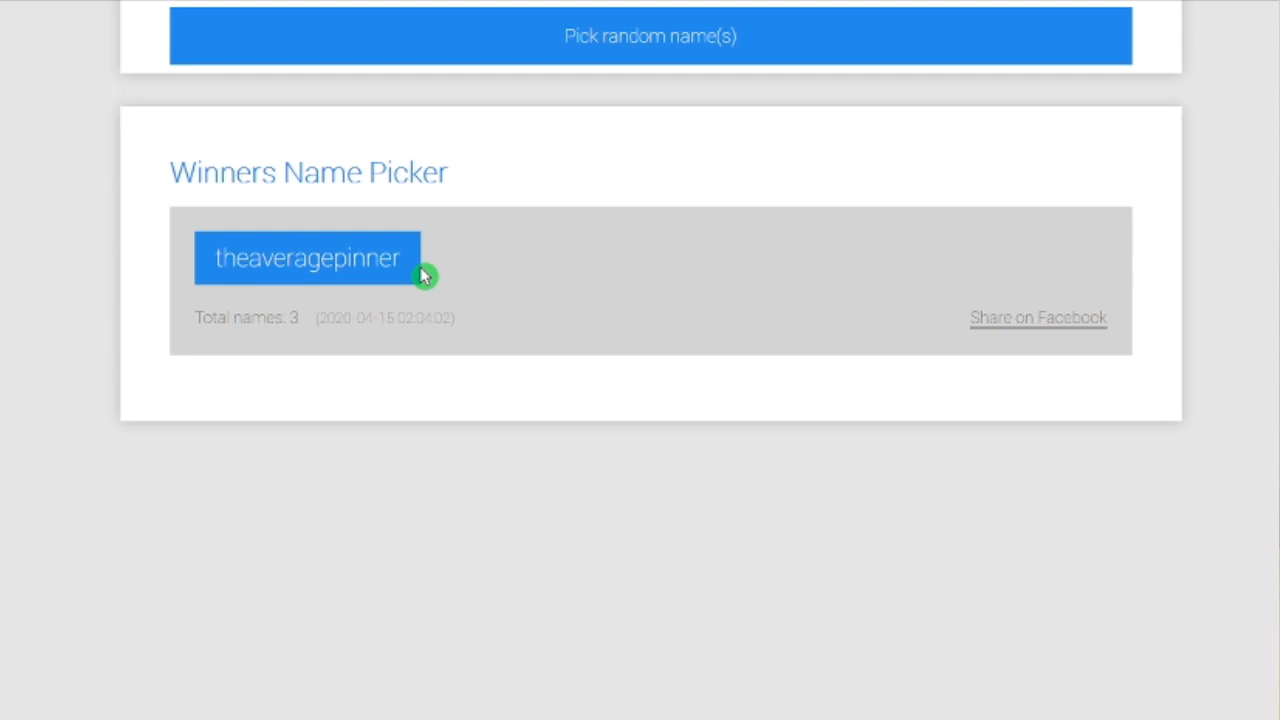 Pick random name(s)
Winners Name Picker
theaveragepinner
Total names: 3 (2020-04-15 02:04:02)
Share on Facebook